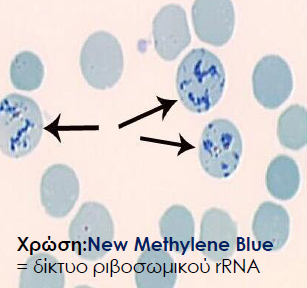 Χρώση:New Methylene Blue
= δίκτυο ριβοσωμικού rRNA